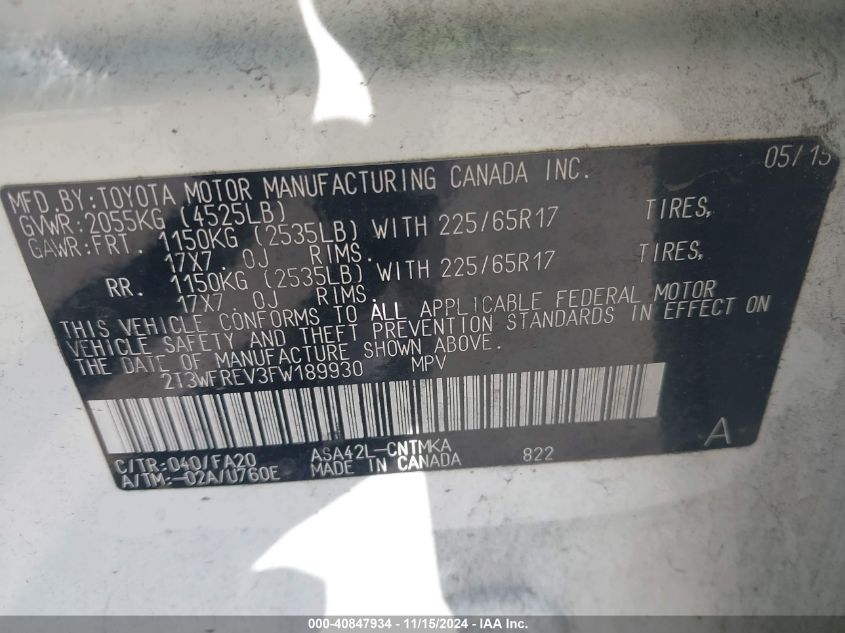 05/15
MFD.BY:TOYOTA MOTOR MANUFACTURING CANADA INC.
GVWR:2055KG (4525LB)
GAWR:FRT. 1150KG (2535LB) WITH 225/65R17 TIRES,
17X7.0J RIMS.
RR. 1150KG (2535LB) WITH 225/65R17 TIRES,
17X7 0J RIMS.
THIS VEHICLE CONFORMS TO ALL APPLICABLE FEDERAL MOTOR
VEHICLE SAFETY AND THEFT PREVENTION STANDARDS IN EFFECT ON
THE DATE OF MANUFACTURE SHOWN ABOVE.
2T3WFREV3FW189930 MPV
C/TR:040/FA20 ASA42L-CNTMKA 822 A
A/TM:-02A/U760E MADE IN CANADA
000-40847934 - 11/15/2024 - IAA Inc.